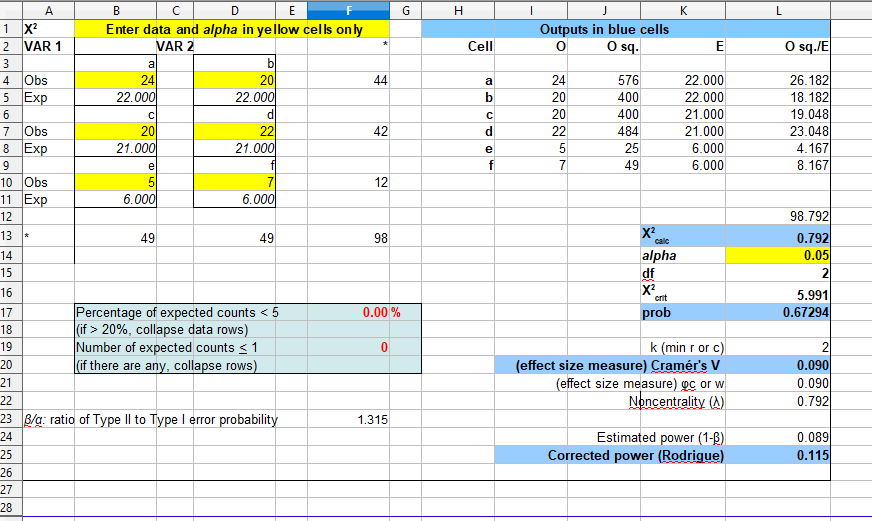 A B C D E F G H I J K L
1 X² Enter data and alpha in yellow cells only Outputs in blue cells
2 VAR 1 VAR 2 * Cell O O sq. E O sq./E
3 a b
4 Obs 24 20 44 a 24 576 22.000 26.182
5 Exp 22.000 22.000 b 20 400 22.000 18.182
6 c d c 20 400 21.000 19.048
7 Obs 20 22 42 d 22 484 21.000 23.048
8 Exp 21.000 21.000 e 5 25 6.000 4.167
9 e f f 7 49 6.000 8.167
10 Obs 5 7 12
11 Exp 6.000 6.000
12 98.792
13 * 49 49 98 X²calc 0.792
14 alpha 0.05
15 df 2
16 X²crit 5.991
17 Percentage of expected counts < 5 0.00 % prob 0.67294
18 (if > 20%, collapse data rows)
19 Number of expected counts ≤ 1 0 k (min r or c) 2
20 (if there are any, collapse rows) (effect size measure) Cramér's V 0.090
21 (effect size measure) φc or w 0.090
22 Noncentrality (λ) 0.792
23 β/α: ratio of Type II to Type I error probability 1.315
24 Estimated power (1-β) 0.089
25 Corrected power (Rodrigue) 0.115
26
27
28